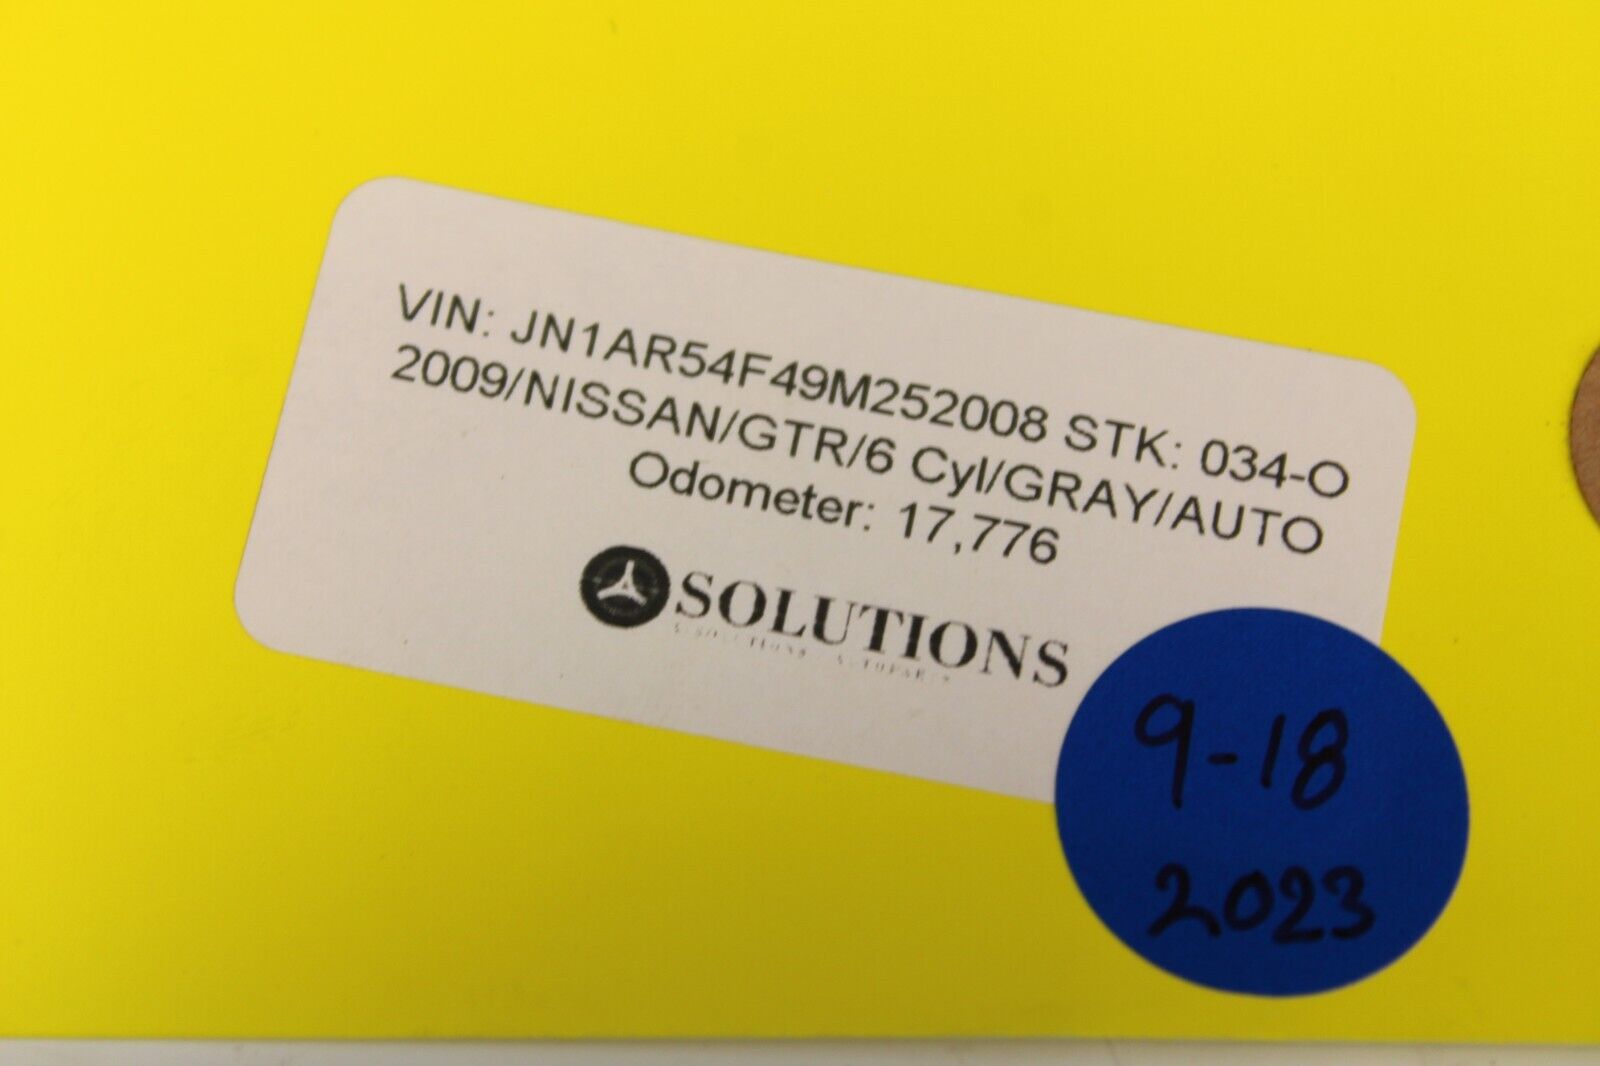 VIN: JN1AR54F49M252008 STK: 034-O
2009/NISSAN/GTR/6 Cyl/GRAY/AUTO
Odometer: 17,776
SOLUTIONS
9-18
2023